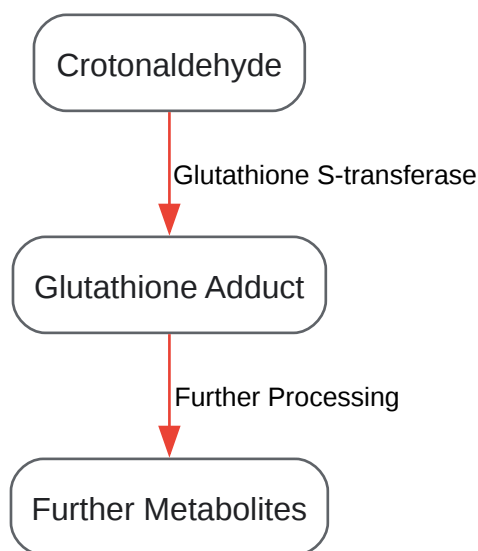 Crotonaldehyde
Glutathione S-transferase
Glutathione Adduct
Further Processing
Further Metabolites